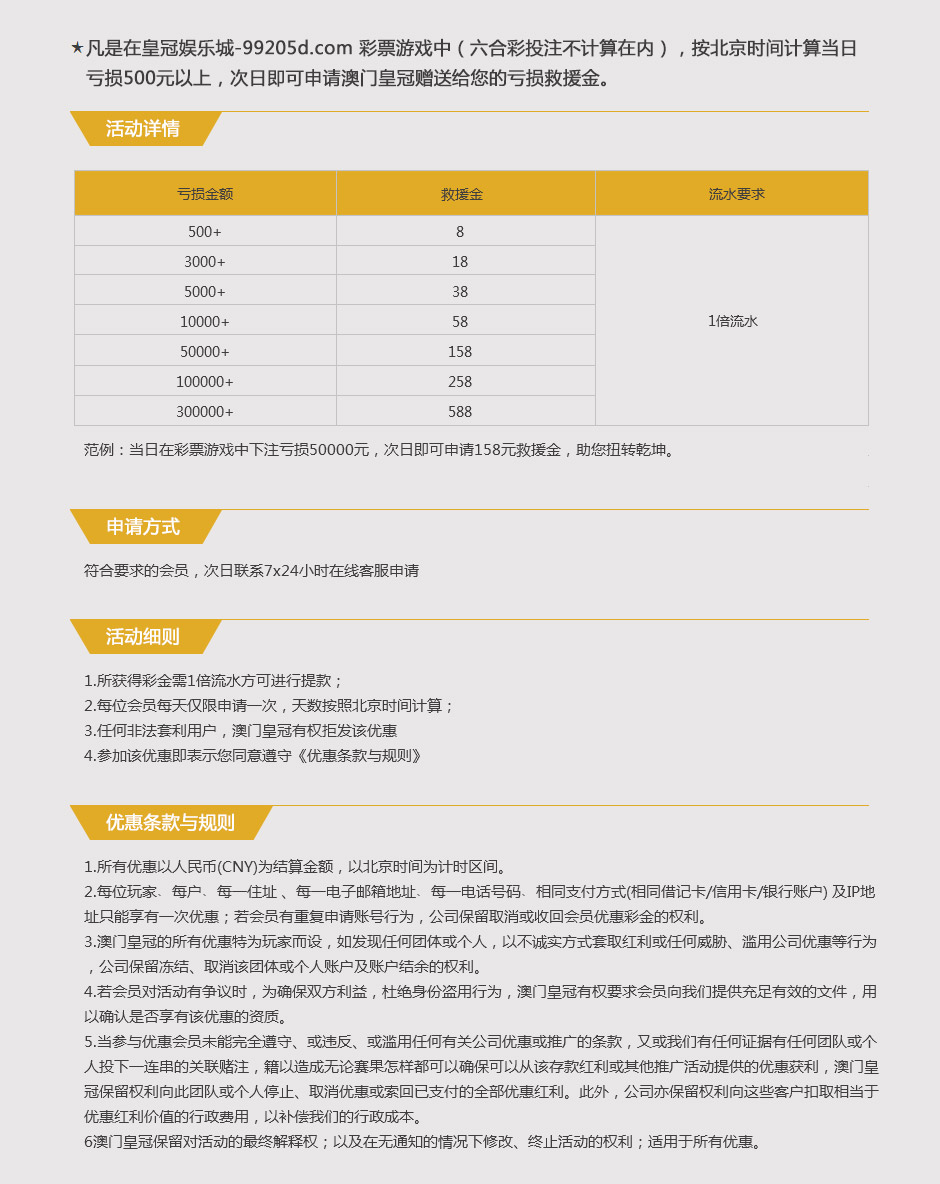 ★凡是在皇冠娱乐城-99205d.com 彩票游戏中（六合彩投注不计算在内），按北京时间计算当日
亏损500元以上，次日即可申请澳门皇冠赠送给您的亏损救援金。
活动详情
亏损金额 救援金 流水要求
500+ 8
3000+ 18
5000+ 38
10000+ 58 1倍流水
50000+ 158
100000+ 258
300000+ 588
范例：当日在彩票游戏中下注亏损50000元，次日即可申请158元救援金，助您扭转乾坤。
申请方式
符合要求的会员，次日联系7x24小时在线客服申请
活动细则
1.所获得彩金需1倍流水方可进行提款；
2.每位会员每天仅限申请一次，天数按照北京时间计算；
3.任何非法套利用户，澳门皇冠有权拒发该优惠
4.参加该优惠即表示您同意遵守《优惠条款与规则》
优惠条款与规则
1.所有优惠以人民币(CNY)为结算金额，以北京时间为计时区间。
2.每位玩家、每户、每一住址 、每一电子邮箱地址、每一电话号码、相同支付方式(相同借记卡/信用卡/银行账户) 及IP地
址只能享有一次优惠；若会员有重复申请账号行为，公司保留取消或收回会员优惠彩金的权利。
3.澳门皇冠的所有优惠特为玩家而设，如发现任何团体或个人，以不诚实方式套取红利或任何威胁、滥用公司优惠等行为
，公司保留冻结、取消该团体或个人账户及账户结余的权利。
4.若会员对活动有争议时，为确保双方利益，杜绝身份盗用行为，澳门皇冠有权要求会员向我们提供充足有效的文件，用
以确认是否享有该优惠的资质。
5.当参与优惠会员未能完全遵守、或违反、或滥用任何有关公司优惠或推广的条款，又或我们有任何证据有任何团队或个
人投下一连串的关联赌注，籍以造成无论赛果怎样都可以确保可以从该存款红利或其他推广活动提供的优惠获利，澳门皇
冠保留权利向此团队或个人停止、取消优惠或索回已支付的全部优惠红利。此外，公司亦保留权利向这些客户扣取相当于
优惠红利价值的行政费用，以补偿我们的行政成本。
6澳门皇冠保留对活动的最终解释权；以及在无通知的情况下修改、终止活动的权利；适用于所有优惠。